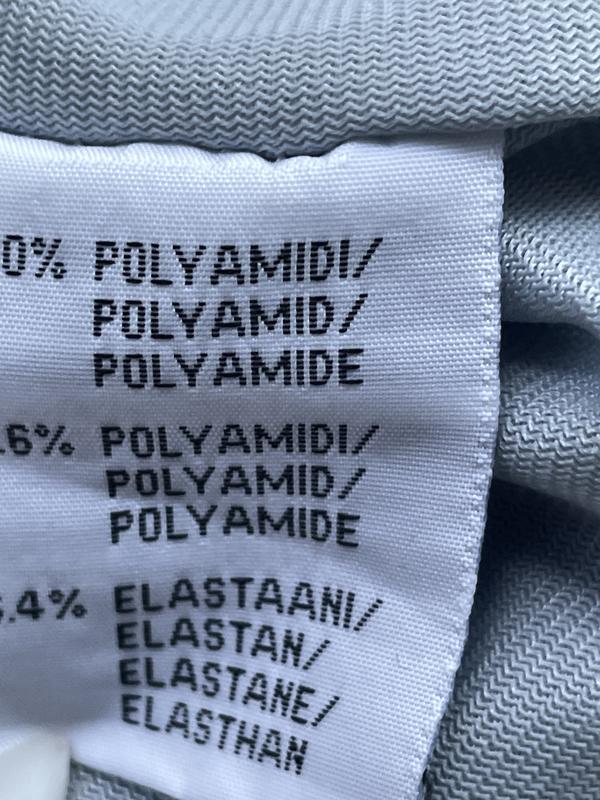 0% POLYAMIDI/
POLYAMID/
POLYAMIDE
.6% POLYAMIDI/
POLYAMID/
POLYAMIDE
.4% ELASTAANI/
ELASTAN/
ELASTANE/
ELASTHAN